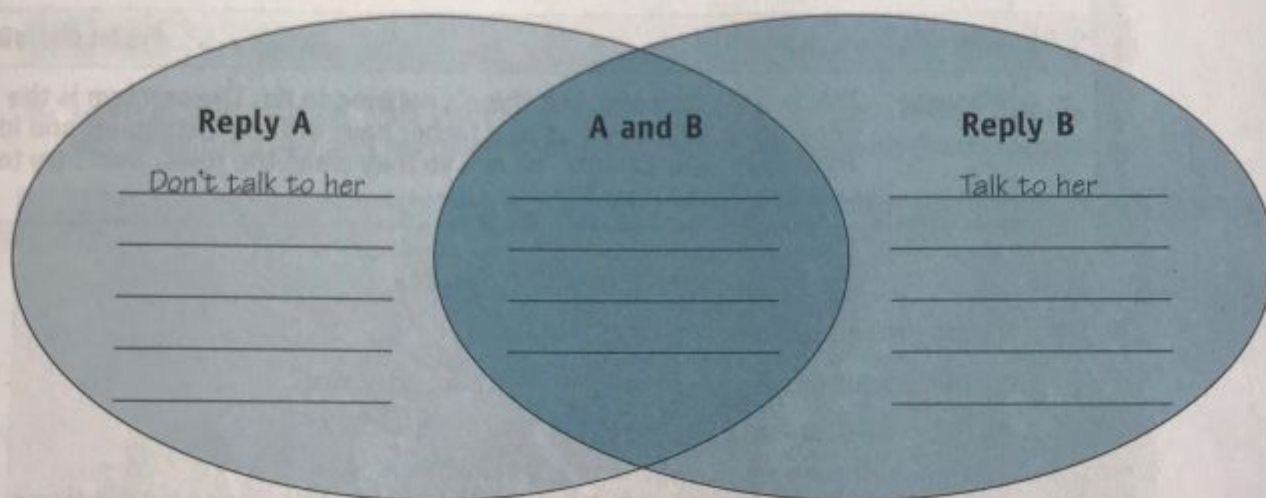 Reply A
Don't talk to her
A and B
Reply B
Talk to her